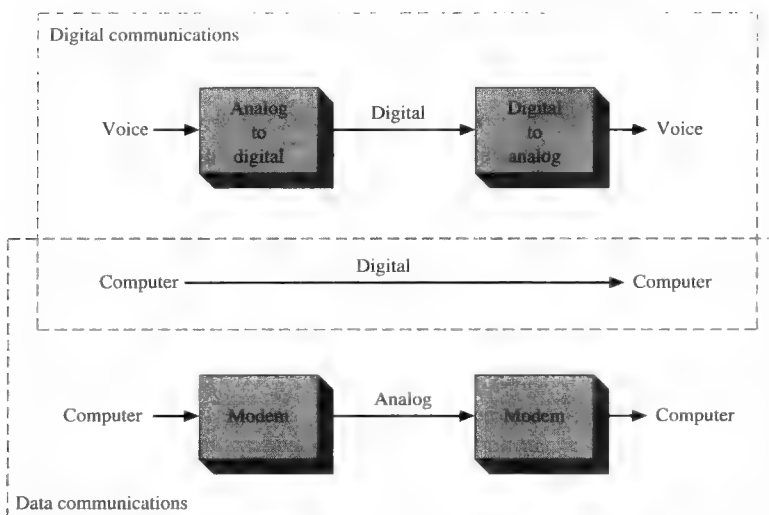 Digital communications
Voice
Analog
to
digital
Digital
Digital
to
analog
Voice
Computer
Digital
Computer
Computer
Modem
Analog
Modem
Computer
Data communications